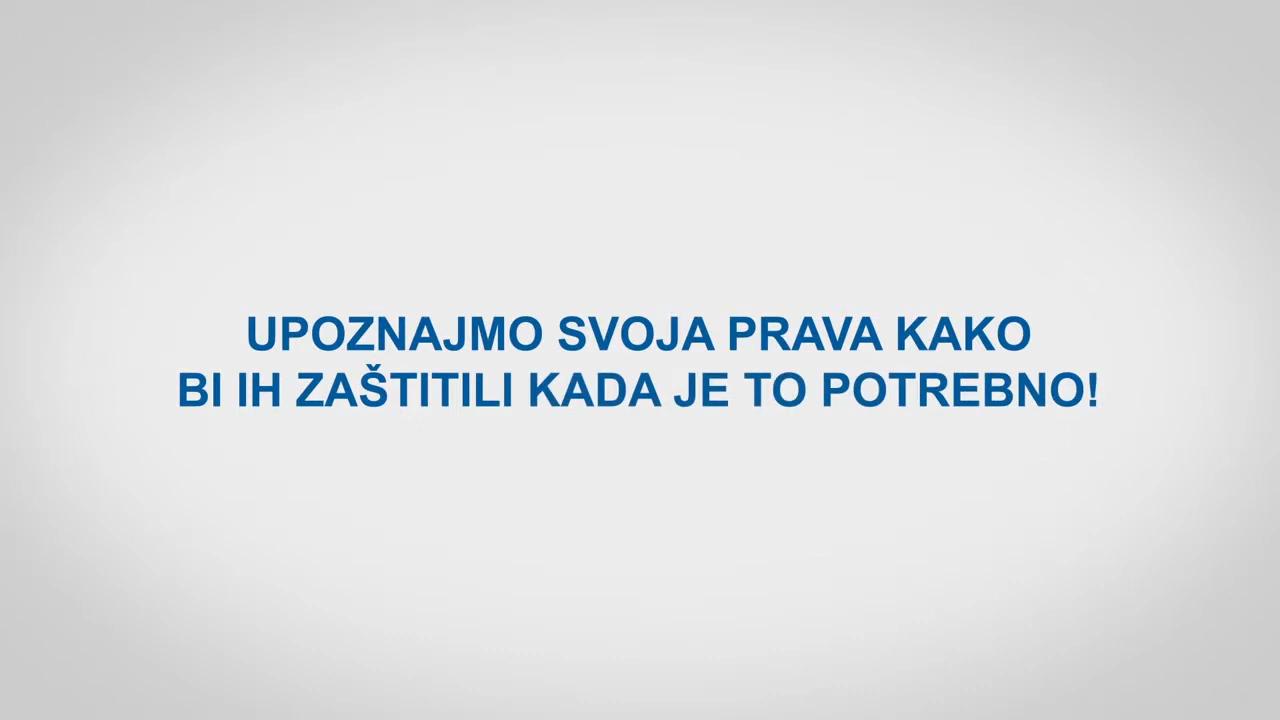 UPOZNAJMO SVOJA PRAVA KAKO
BI IH ZAŠTITILI KADA JE TO POTREBNO!